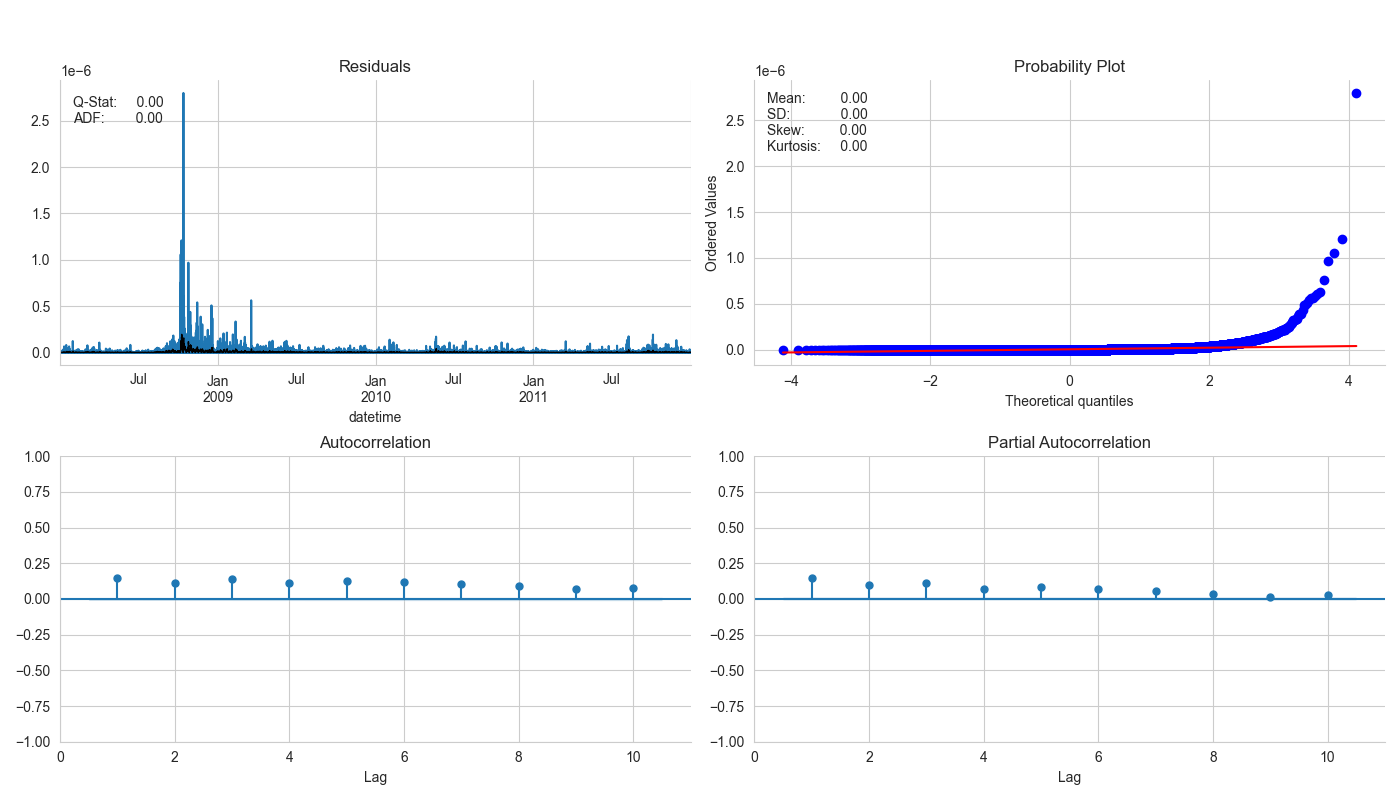 Residuals
1e−6
Q-Stat: 0.00
ADF: 0.00
2.5
2.0
1.5
1.0
0.5
0.0
Jul Jan Jul Jan Jul Jan Jul
2009 2010 2011
datetime
Probability Plot
1e−6
Mean: 0.00
SD: 0.00
Skew: 0.00
Kurtosis: 0.00
Ordered Values
2.5
2.0
1.5
1.0
0.5
0.0
−4 −2 0 2 4
Theoretical quantiles
Autocorrelation
1.00
0.75
0.50
0.25
0.00
−0.25
−0.50
−0.75
−1.00
0 2 4 6 8 10
Lag
Partial Autocorrelation
1.00
0.75
0.50
0.25
0.00
−0.25
−0.50
−0.75
−1.00
0 2 4 6 8 10
Lag